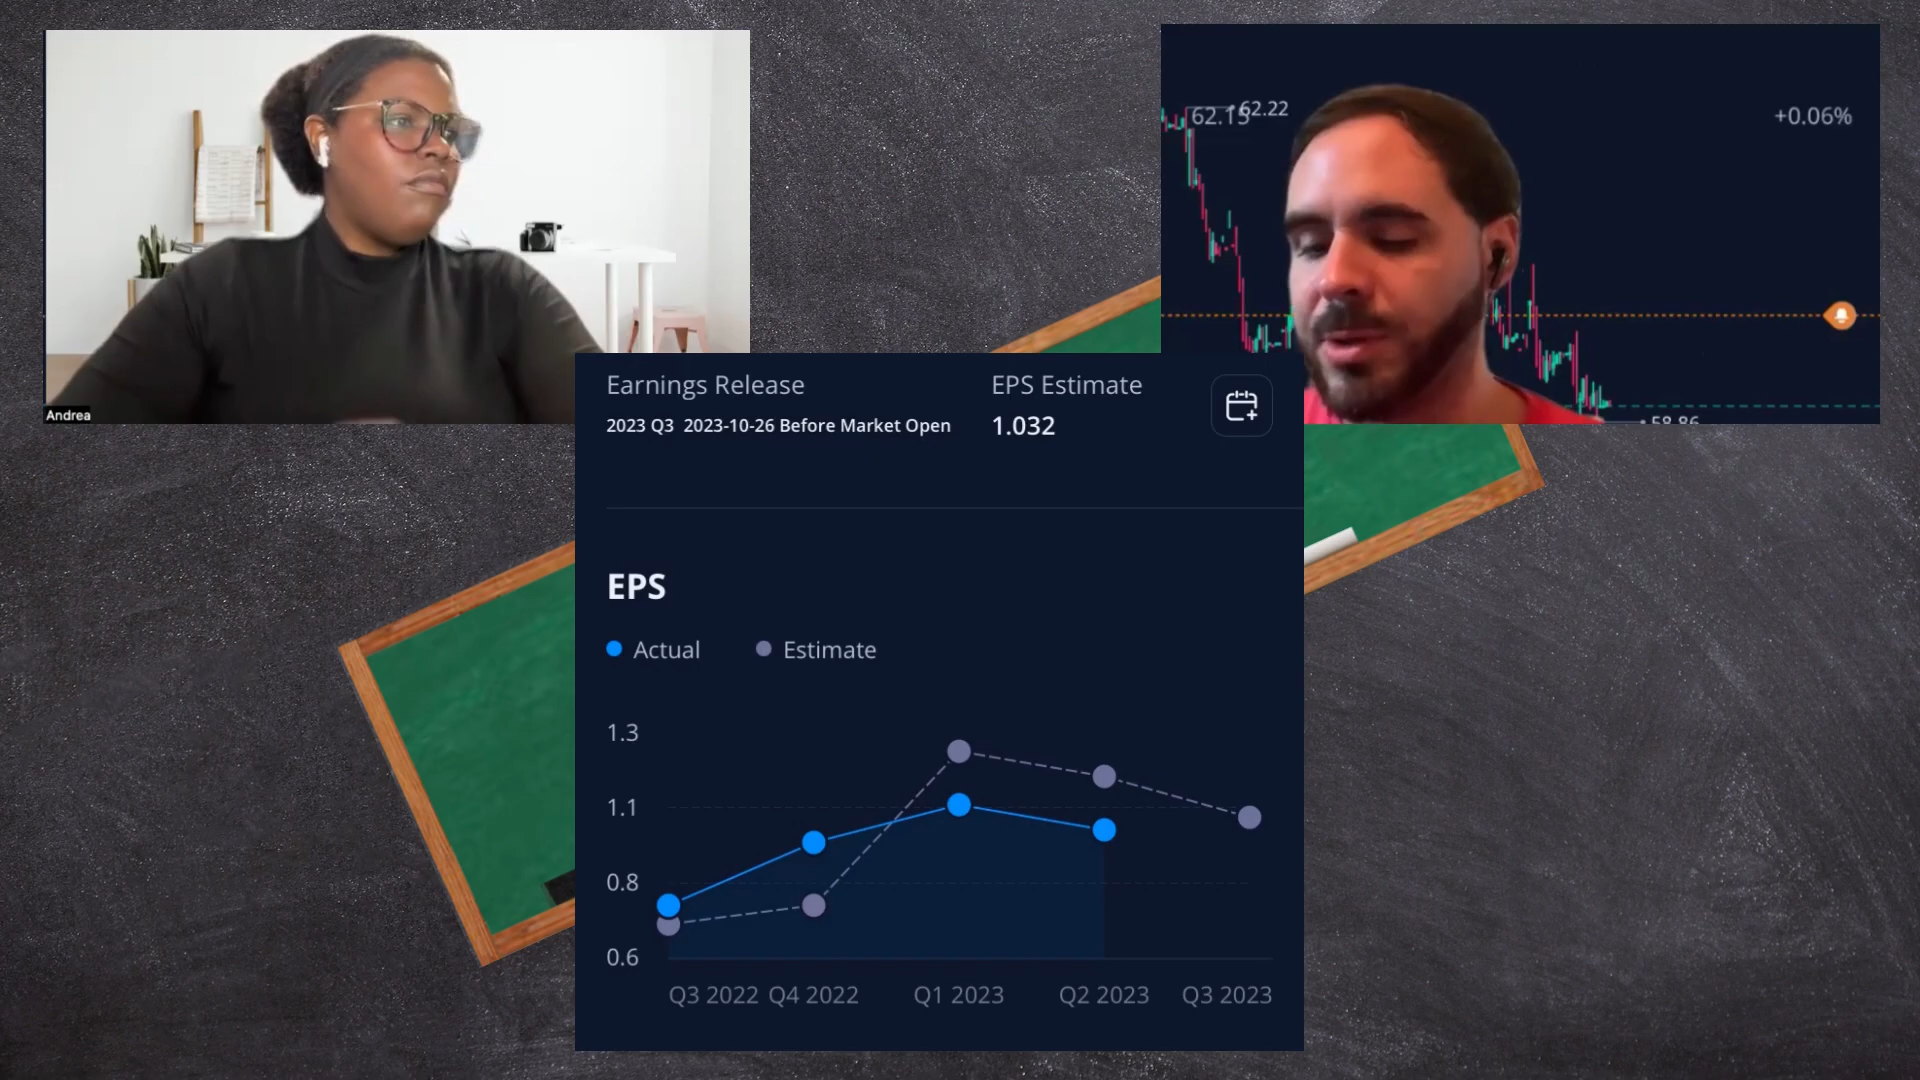 Andrea
62.15
62.22
+0.06%
58.86
Earnings Release
EPS Estimate
2023 Q3 2023-10-26 Before Market Open
1.032
EPS
Actual
Estimate
1.3
1.1
0.8
0.6
Q3 2022
Q4 2022
Q1 2023
Q2 2023
Q3 2023